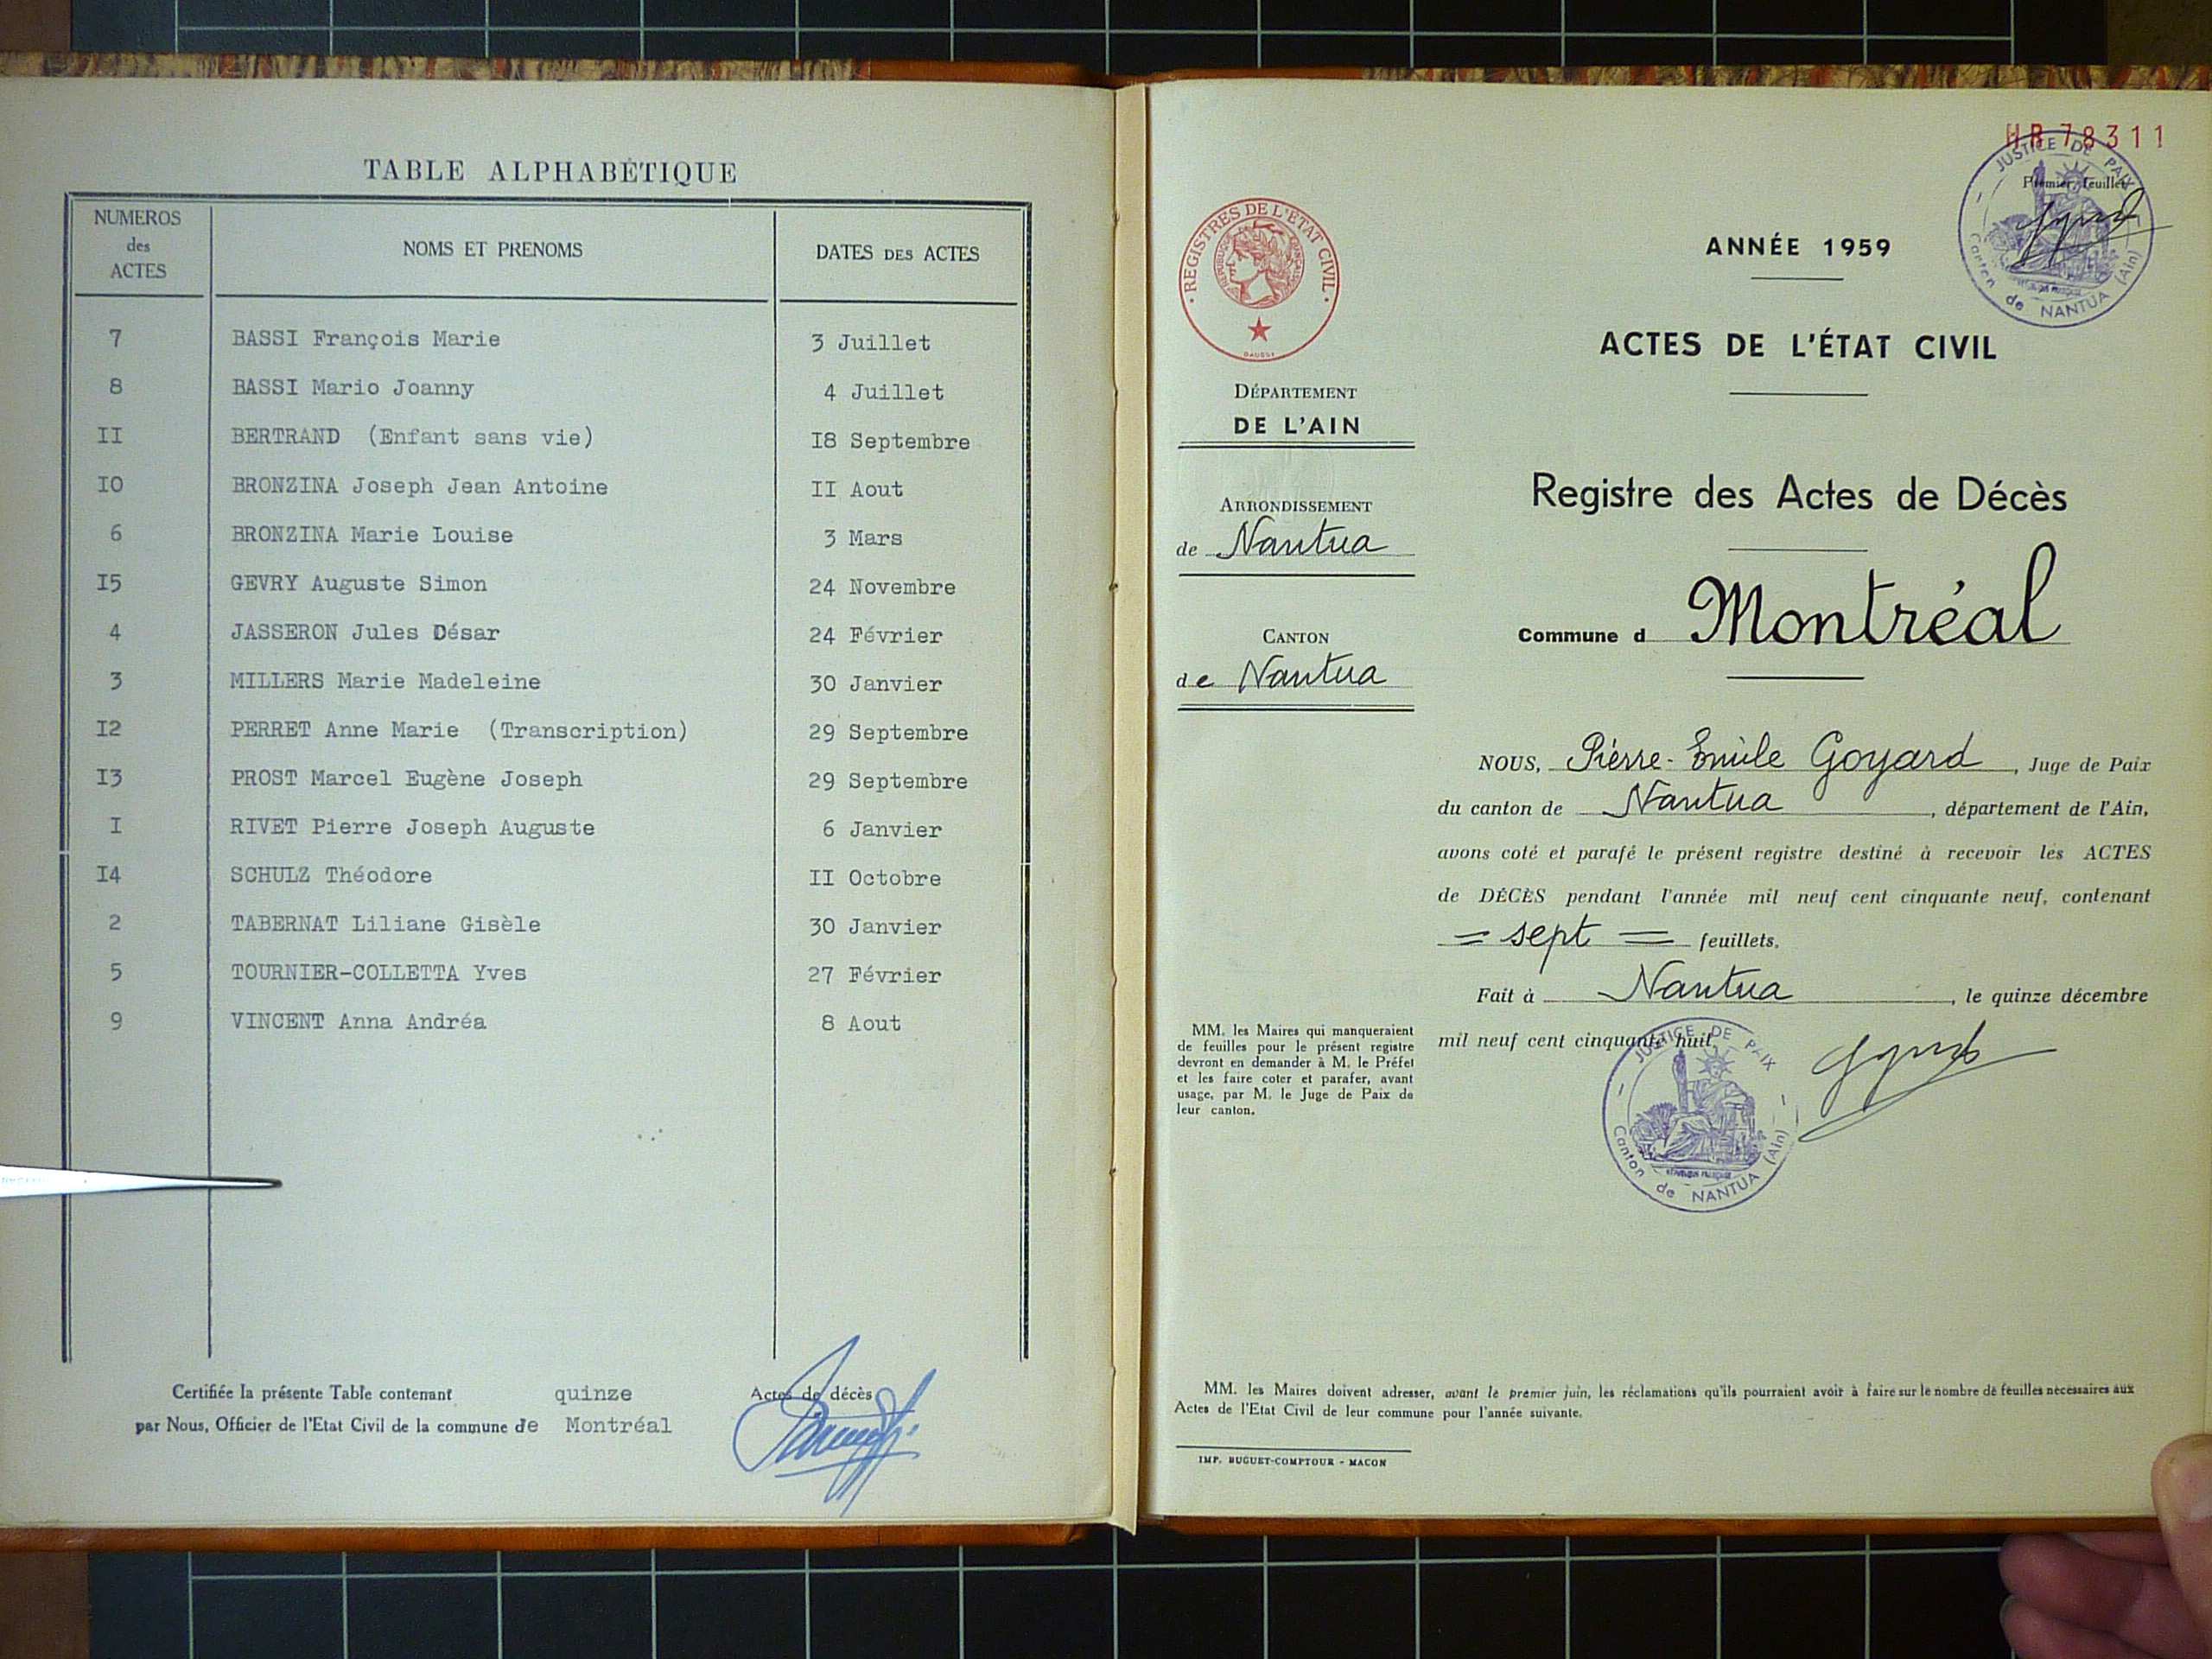 TABLE ALPHABÉTIQUE
NUMEROS des ACTES
NOMS ET PRENOMS
DATES DES ACTES
7 BASSI François Marie 3 Juillet
8 BASSI Mario Joanny 4 Juillet
II BERTRAND (Enfant sans vie) I8 Septembre
IO BRONZINA Joseph Jean Antoine II Aout
6 BRONZINA Marie Louise 3 Mars
I5 GEVRY Auguste Simon 24 Novembre
4 JASSERON Jules Désar 24 Février
3 MILLERS Marie Madeleine 30 Janvier
I2 PERRET Anne Marie (Transcription) 29 Septembre
I3 PROST Marcel Eugène Joseph 29 Septembre
I RIVET Pierre Joseph Auguste 6 Janvier
I4 SCHULZ Théodore II Octobre
2 TABERNAT Liliane Gisèle 30 Janvier
5 TOURNIER-COLLETTA Yves 27 Février
9 VINCENT Anna Andréa 8 Aout
Certifiée la présente Table contenant quinze Actes de décès
par Nous, Officier de l'Etat Civil de la commune de Montréal
HR 78311
Premier feuillet
JUSTICE DE PAIX
Canton de NANTUA (Ain)
REGISTRES DE L'ÉTAT CIVIL
RÉPUBLIQUE FRANÇAISE
ANNÉE 1959
ACTES DE L'ÉTAT CIVIL
DÉPARTEMENT
DE L'AIN
ARRONDISSEMENT
de Nantua
CANTON
de Nantua
Registre des Actes de Décès
Commune d Montréal
NOUS, Pierre-Emile Goyard, Juge de Paix
du canton de Nantua, département de l'Ain,
avons coté et parafé le présent registre destiné à recevoir les ACTES
de DÉCÈS pendant l'année mil neuf cent cinquante neuf, contenant
= sept = feuillets.
Fait à Nantua, le quinze décembre
mil neuf cent cinquante huit.
JUSTICE DE PAIX
Canton de NANTUA (Ain)
MM. les Maires qui manqueraient
de feuilles pour le présent registre
devront en demander à M. le Préfet
et les faire coter et parafer, avant
usage, par M. le Juge de Paix de
leur canton.
MM. les Maires doivent adresser, avant le premier juin, les réclamations qu'ils pourraient avoir à faire sur le nombre de feuilles nécessaires aux
Actes de l'Etat Civil de leur commune pour l'année suivante.
IMP. BUGUET-COMPTOUR - MACON